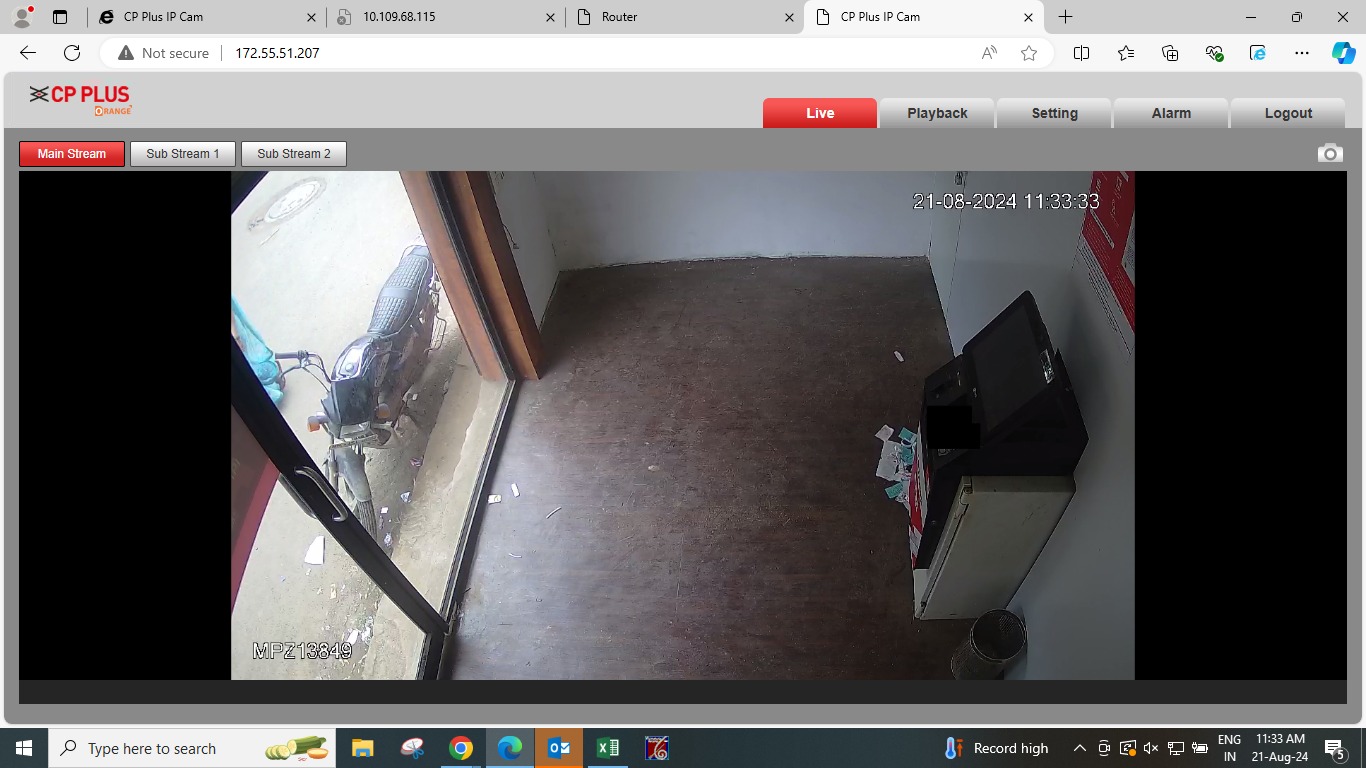 CP Plus IP Cam
10.109.68.115
Router
CP Plus IP Cam
Not secure
172.55.51.207
CP PLUS
ORANGE
Live
Playback
Setting
Alarm
Logout
Main Stream
Sub Stream 1
Sub Stream 2
21-08-2024 11:33:33
MPZ13849
Type here to search
Record high
ENG
IN
11:33 AM
21-Aug-24
5